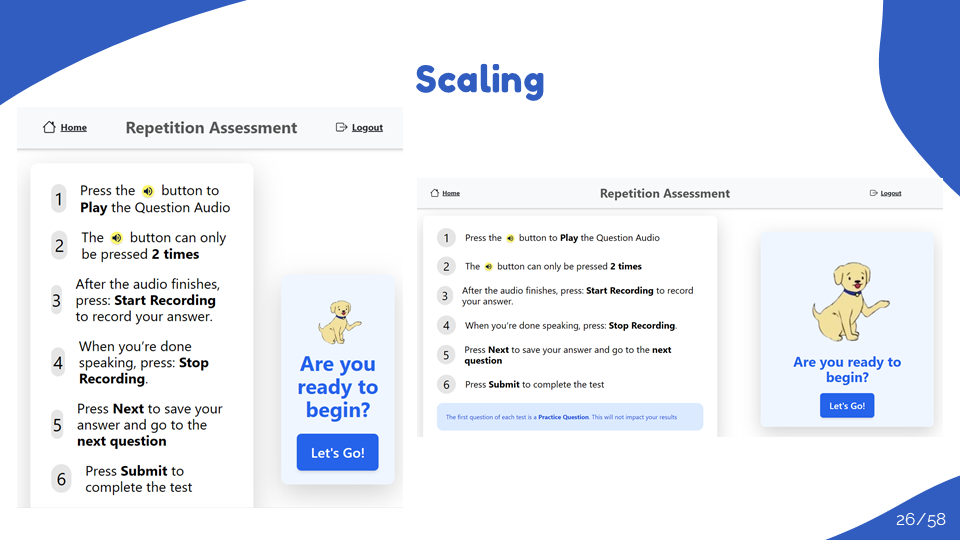 Scaling
Home
Repetition Assessment
Logout
1
Press the button to
Play the Question Audio
2
The button can only
be pressed 2 times
3
After the audio finishes,
press: Start Recording
to record your answer.
4
When you're done
speaking, press: Stop
Recording.
5
Press Next to save your
answer and go to the
next question
6
Press Submit to
complete the test
Are you
ready to
begin?
Let's Go!
Home
Repetition Assessment
Logout
1
Press the button to Play the Question Audio
2
The button can only be pressed 2 times
3
After the audio finishes, press: Start Recording to record
your answer.
4
When you're done speaking, press: Stop Recording.
5
Press Next to save your answer and go to the next
question
6
Press Submit to complete the test
The first question of each test is a Practice Question. This will not impact your results
Are you ready to
begin?
Let's Go!
26/58